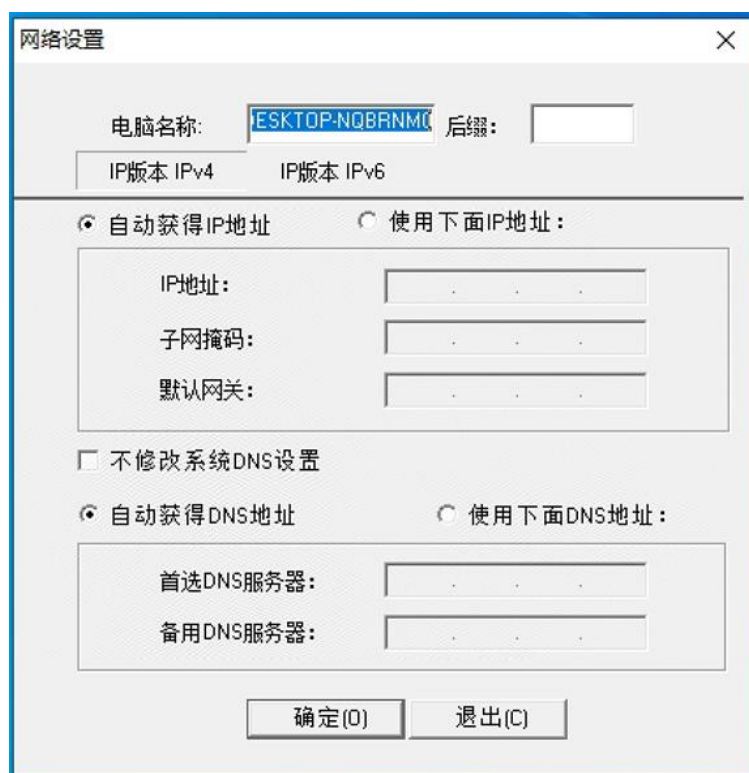 网络设置
电脑名称: DESKTOP-NQBRNM 后缀:
IP版本 IPv4 IP版本 IPv6
自动获得IP地址 使用下面IP地址:
IP地址:
子网掩码:
默认网关:
不修改系统DNS设置
自动获得DNS地址 使用下面DNS地址:
首选DNS服务器:
备用DNS服务器:
确定(O) 退出(C)